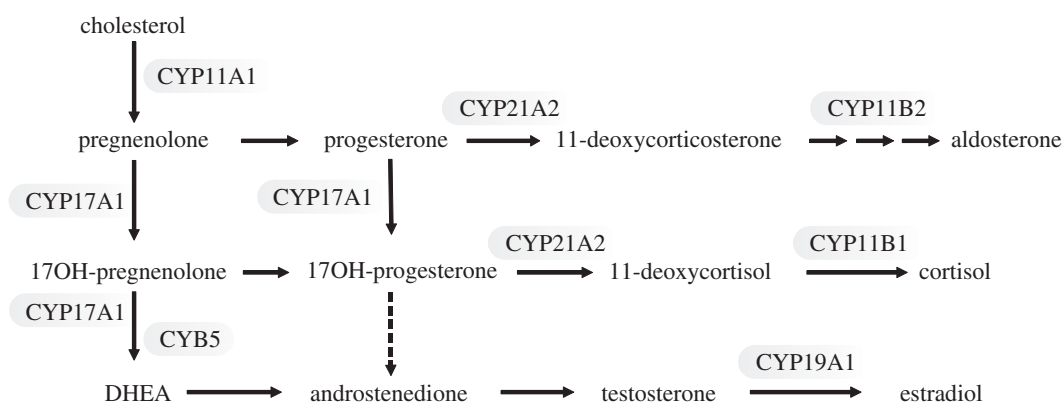 cholesterol
CYP11A1
CYP21A2 CYP11B2
pregnenolone progesterone 11-deoxycorticosterone aldosterone
CYP17A1 CYP17A1
CYP21A2 CYP11B1
17OH-pregnenolone 17OH-progesterone 11-deoxycortisol cortisol
CYP17A1
CYB5
CYP19A1
DHEA androstenedione testosterone estradiol